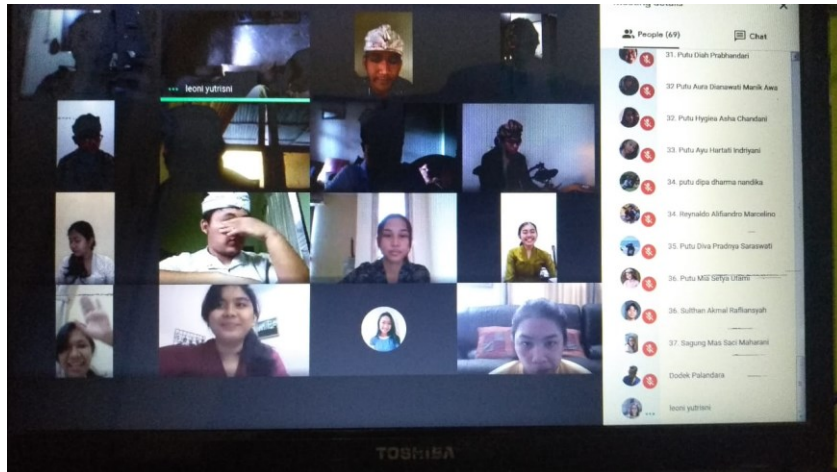 Meeting details
People (69)
Chat
leoni yutrisni
31. Putu Diah Prabhandari
32 Putu Aura Dianawati Manik Awa
32. Putu Hygiea Asha Chandani
33. Putu Ayu Hartati Indriyani
34. putu dipa dharma nandika
34. Reynaldo Alifiandro Marcelino
35. Putu Diva Pradnya Saraswati
36. Putu Mia Setya Utami
36. Sulthan Akmal Raffiansyah
37. Sagung Mas Saci Maharani
Dodek Palandara
leoni yutrisni
TOSHIBA